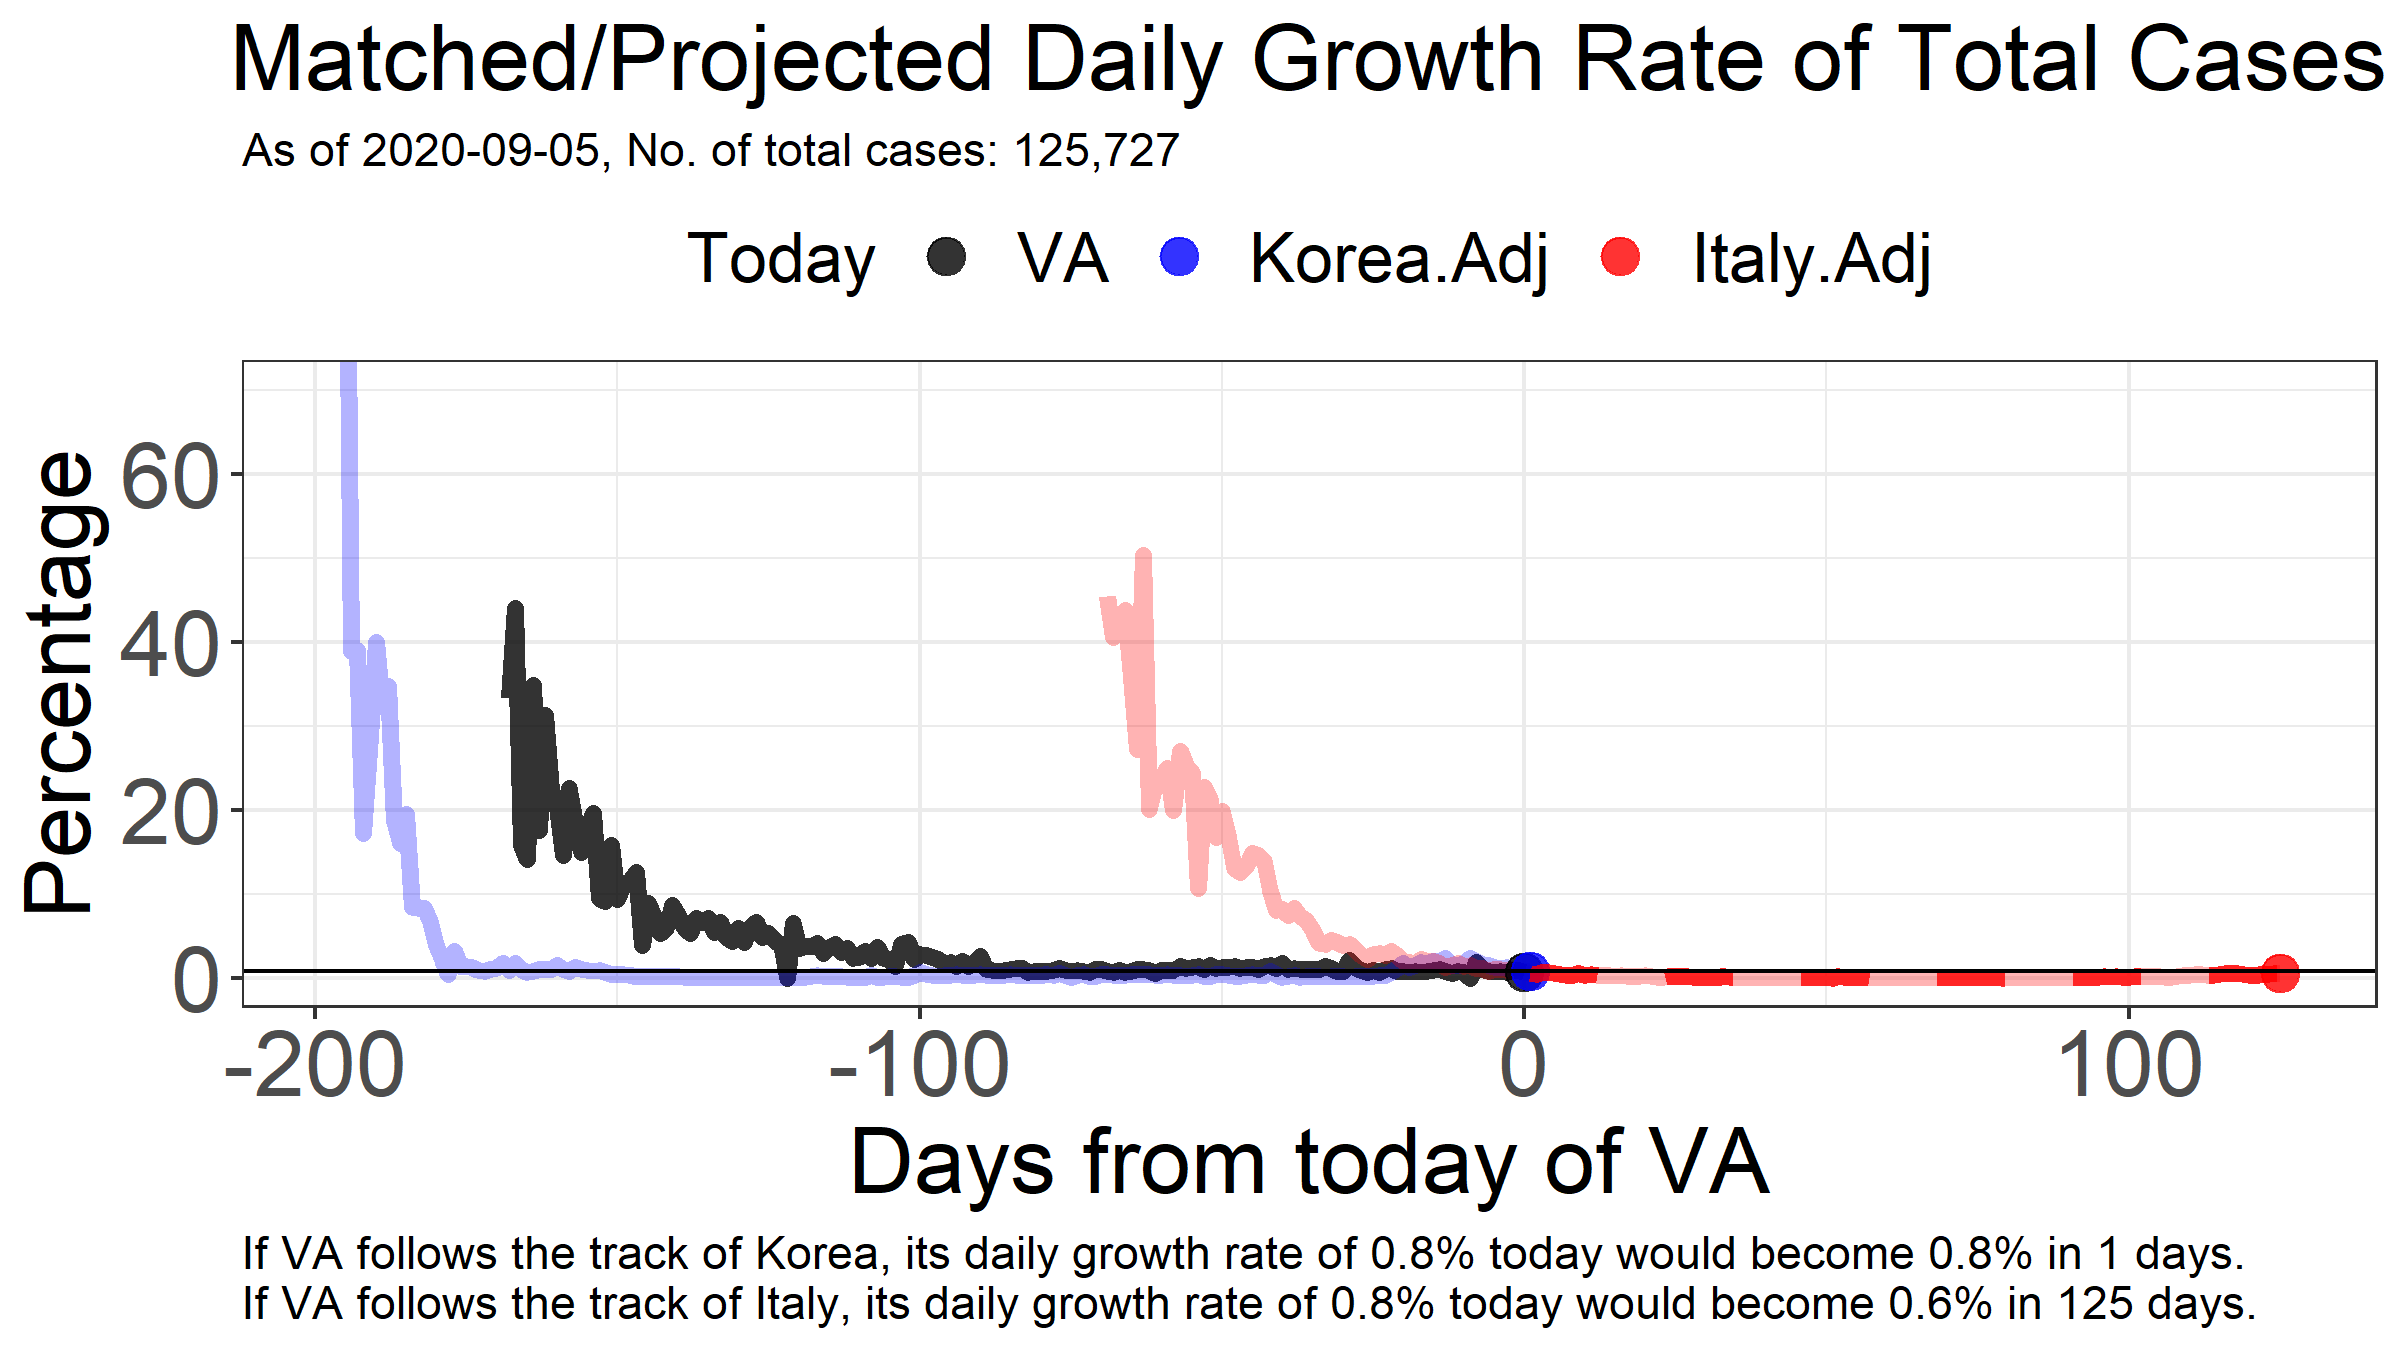 Matched/Projected Daily Growth Rate of Total Cases
As of 2020-09-05, No. of total cases: 125,727
Today VA Korea.Adj Italy.Adj
Percentage
60
40
20
0
-200 -100 0 100
Days from today of VA
If VA follows the track of Korea, its daily growth rate of 0.8% today would become 0.8% in 1 days.
If VA follows the track of Italy, its daily growth rate of 0.8% today would become 0.6% in 125 days.